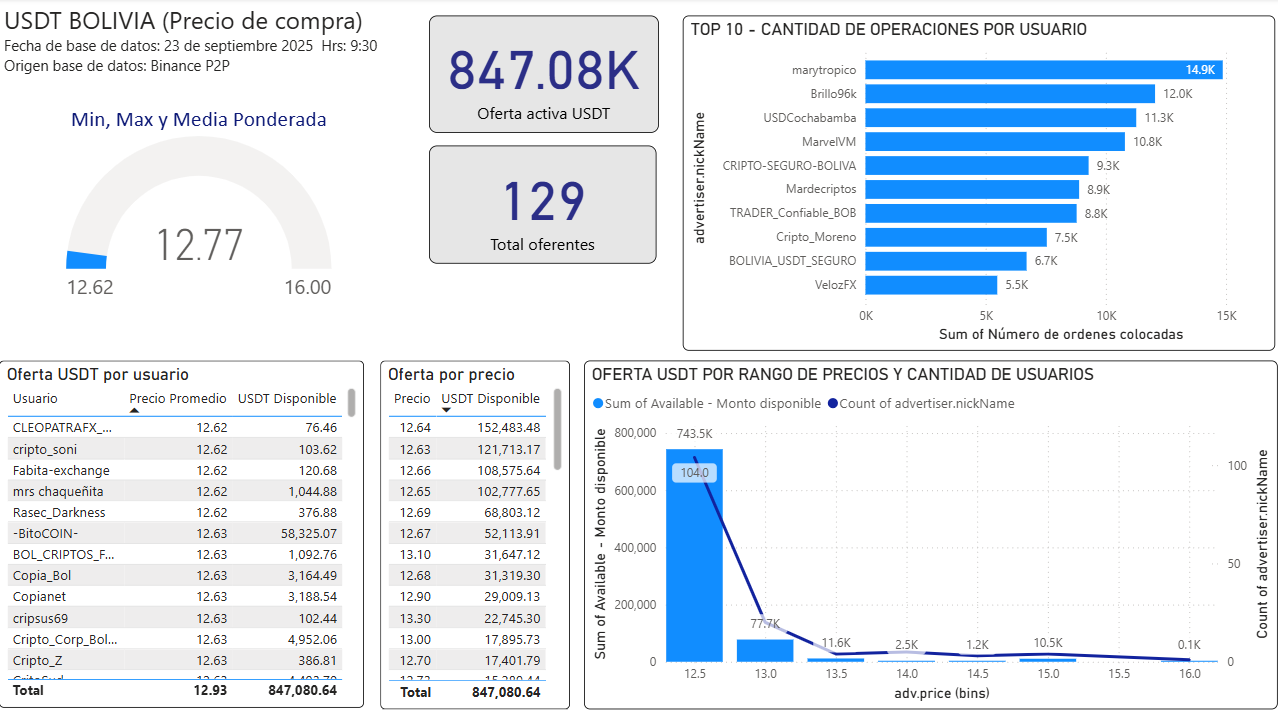 USDT BOLIVIA (Precio de compra)
Fecha de base de datos: 23 de septiembre 2025 Hrs: 9:30
Origen base de datos: Binance P2P
Min, Max y Media Ponderada
12.77
12.62
16.00
847.08K
Oferta activa USDT
129
Total oferentes
TOP 10 - CANTIDAD DE OPERACIONES POR USUARIO
advertiser.nickName
marytropico 14.9K
Brillo96k 12.0K
USDCochabamba 11.3K
MarvelVM 10.8K
CRIPTO-SEGURO-BOLIVA 9.3K
Mardecriptos 8.9K
TRADER_Confiable_BOB 8.8K
Cripto_Moreno 7.5K
BOLIVIA_USDT_SEGURO 6.7K
VelozFX 5.5K
0K 5K 10K 15K
Sum of Número de ordenes colocadas
Oferta USDT por usuario
Usuario Precio Promedio USDT Disponible
CLEOPATRAFX_... 12.62 76.46
cripto_soni 12.62 103.62
Fabita-exchange 12.62 120.68
mrs chaqueñita 12.62 1,044.88
Rasec_Darkness 12.62 376.88
-BitoCOIN- 12.63 58,325.07
BOL_CRIPTOS_F... 12.63 1,092.76
Copia_Bol 12.63 3,164.49
Copianet 12.63 3,188.54
cripsus69 12.63 102.44
Cripto_Corp_Bol... 12.63 4,952.06
Cripto_Z 12.63 386.81
Total 12.93 847,080.64
Oferta por precio
Precio USDT Disponible
12.64 152,483.48
12.63 121,713.17
12.66 108,575.64
12.65 102,777.65
12.69 68,803.12
12.67 52,113.91
13.10 31,647.12
12.68 31,319.30
12.90 29,009.13
13.30 22,745.30
13.00 17,895.73
12.70 17,401.79
Total 847,080.64
OFERTA USDT POR RANGO DE PRECIOS Y CANTIDAD DE USUARIOS
Sum of Available - Monto disponible Count of advertiser.nickName
Sum of Available - Monto disponible
800,000
600,000
400,000
200,000
0
743.5K
104.0
77.7K
11.6K
2.5K
1.2K
10.5K
0.1K
100
50
0
Count of advertiser.nickName
12.5 13.0 13.5 14.0 14.5 15.0 15.5 16.0
adv.price (bins)